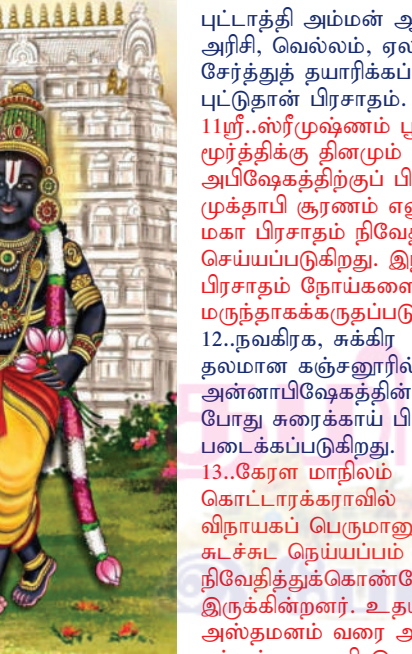 புட்டாத்தி அம்மன் ஆ
அரிசி, வெல்லம், ஏல
சேர்த்துத் தயாரிக்கப்
புட்டுதான் பிரசாதம்.
11ஸ்ரீ..ஸ்ரீமுஷ்ணம் பூ
மூர்த்திக்கு தினமும்
அபிஷேகத்திற்குப் பி
முக்தாபி சூரணம் எனு
மகா பிரசாதம் நிவே
செய்யப்படுகிறது. இ
பிரசாதம் நோய்களை
மருந்தாகக்கருதப்படு
12..நவகிரக, சுக்கிர
தலமான கஞ்சனூரில்
அன்னாபிஷேகத்தின்
போது சுரைக்காய் பி
படைக்கப்படுகிறது.
13..கேரள மாநிலம்
கொட்டாரக்கராவில்
விநாயகப் பெருமானு
சுடச்சுட நெய்யப்பம்
நிவேதித்துக்கொண்டே
இருக்கின்றனர். உதய
அஸ்தமனம் வரை அ